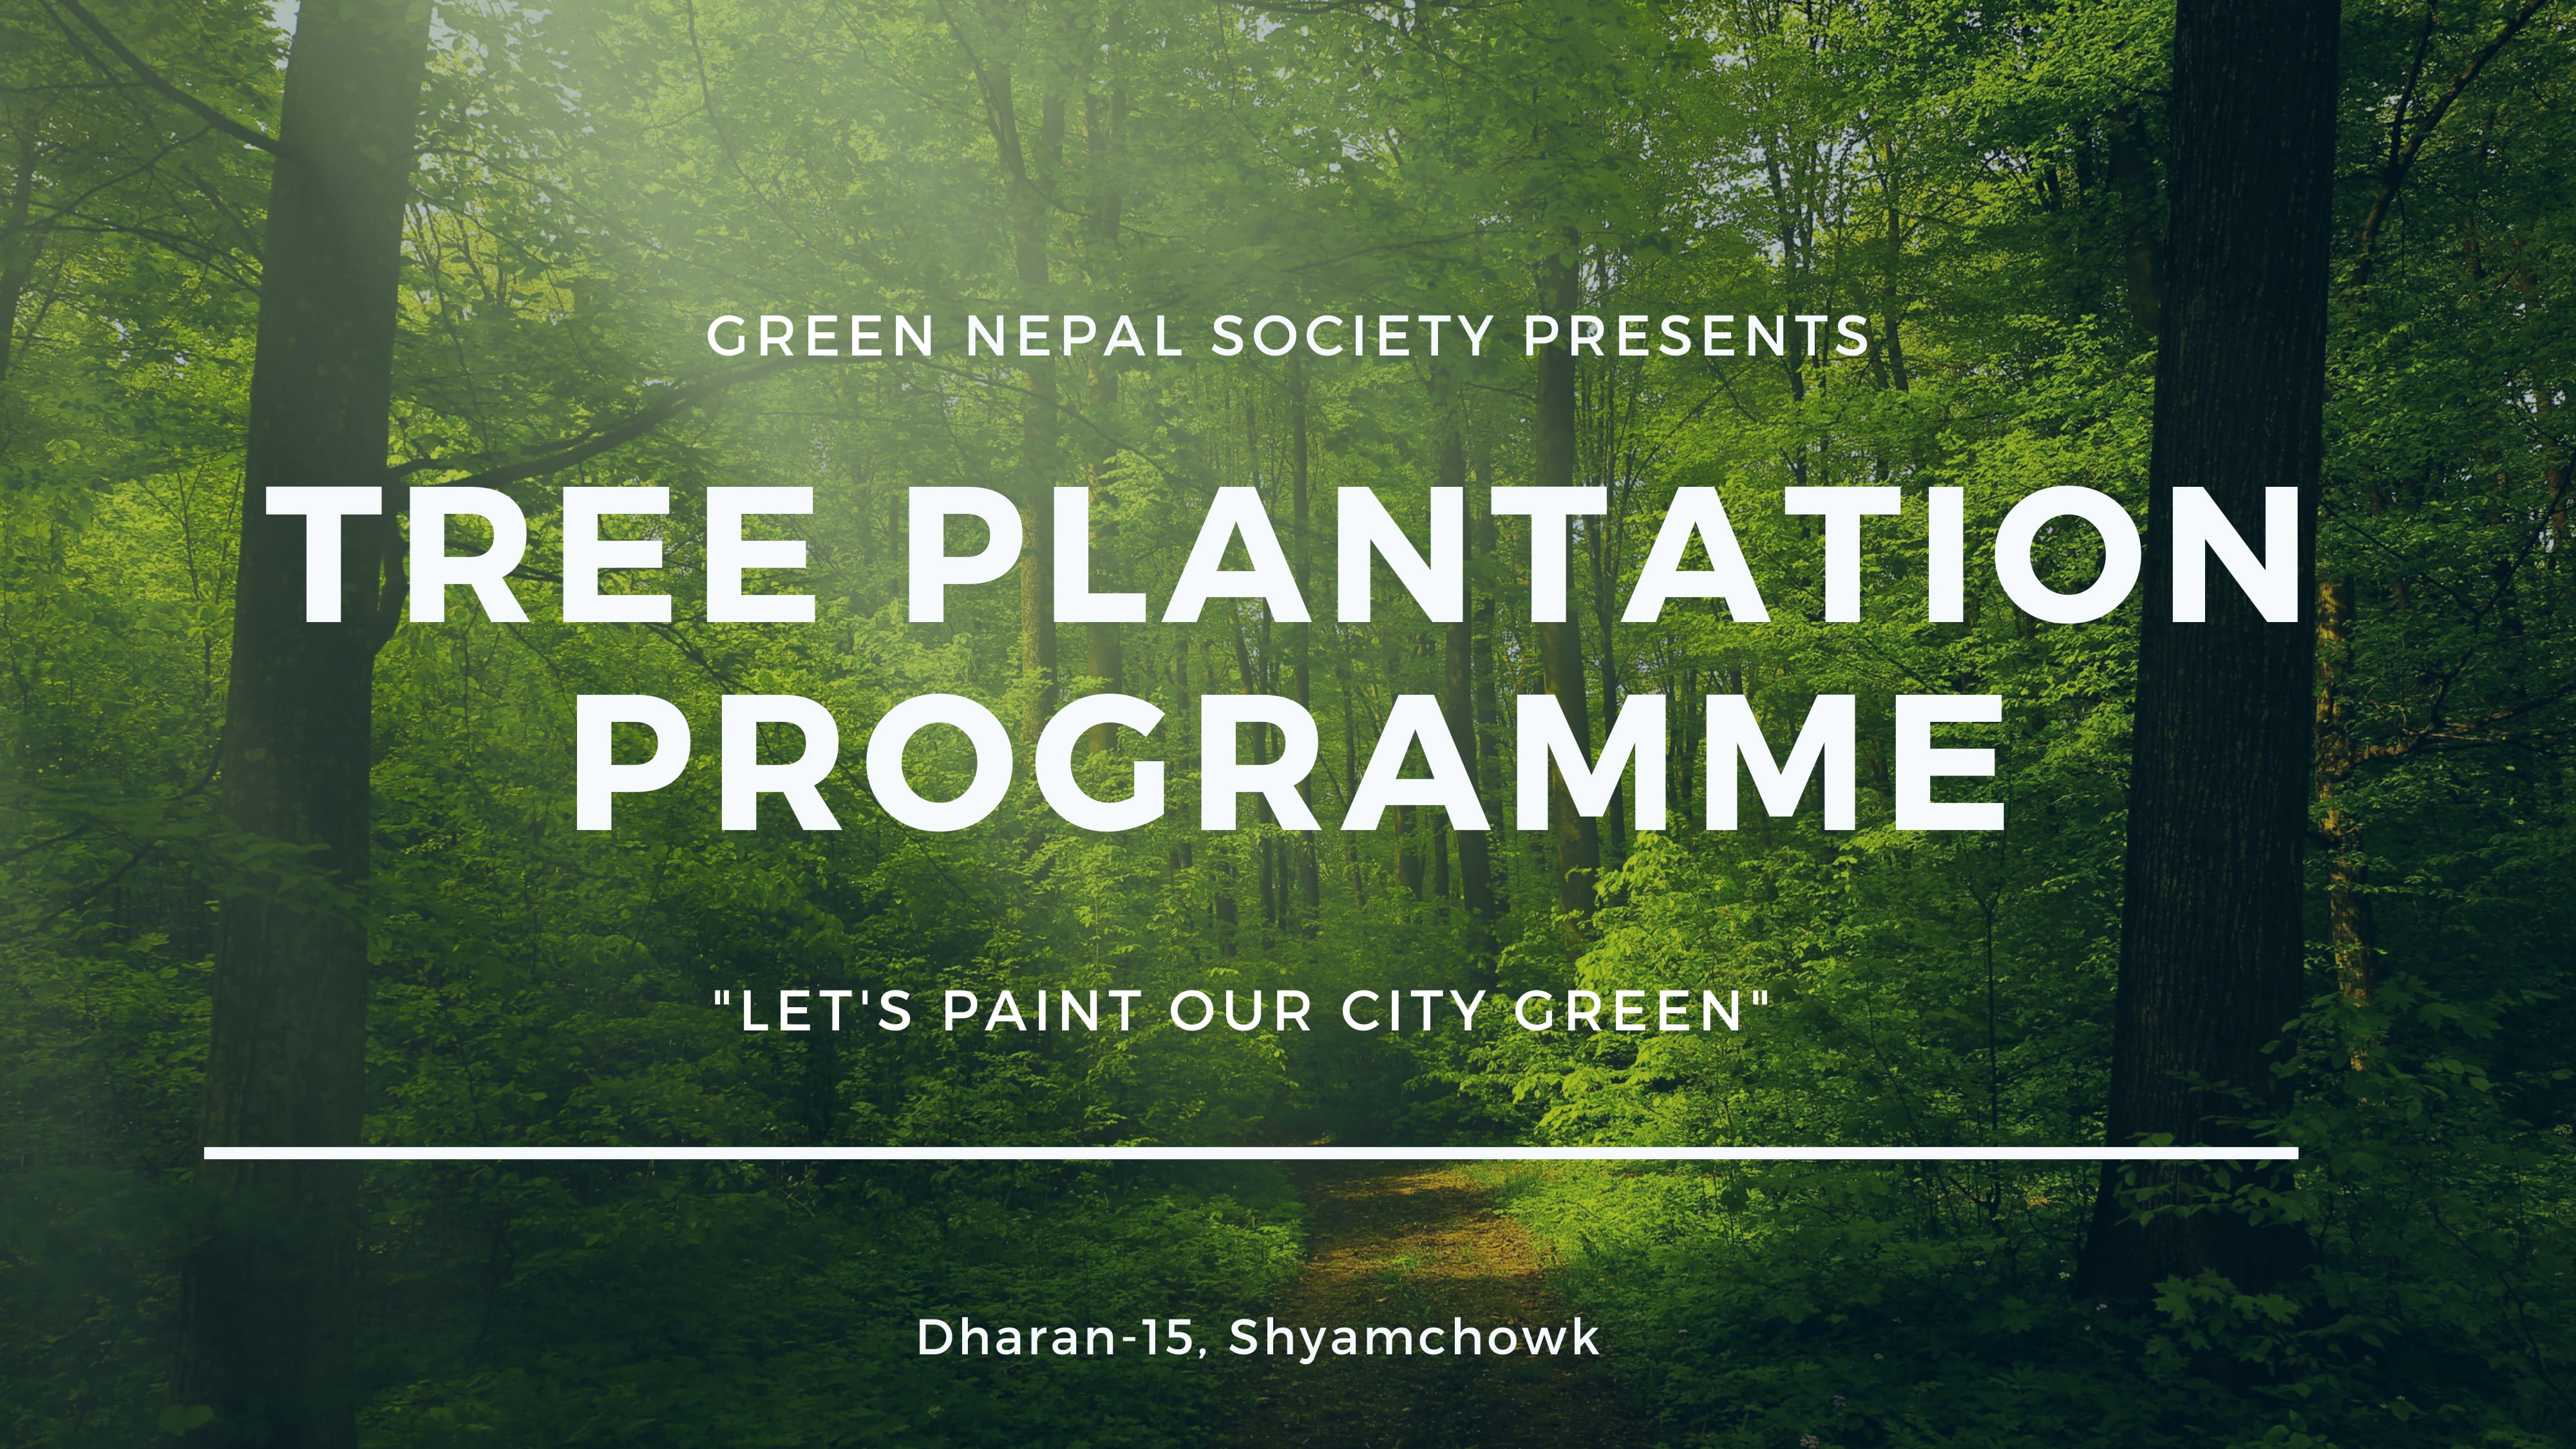 GREEN NEPAL SOCIETY PRESENTS
TREE PLANTATION
PROGRAMME
"LET'S PAINT OUR CITY GREEN"
Dharan-15, Shyamchowk